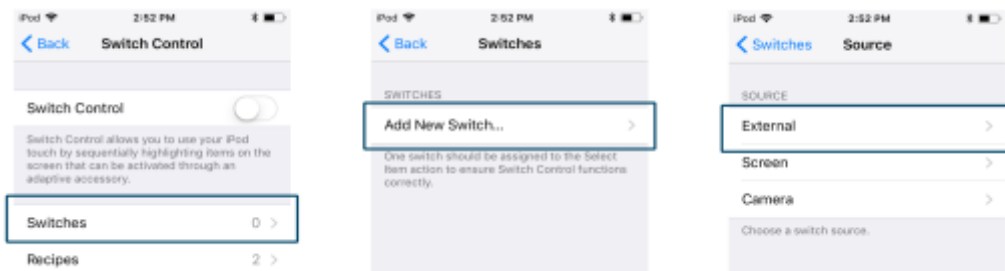 iPod 2:52 PM
Back Switch Control
Switch Control
Switch Control allows you to use your iPod
touch by sequentially highlighting items on the
screen that can be activated through an
adaptive accessory.
Switches 0
Recipes 2
iPod 2:52 PM
Back Switches
SWITCHES
Add New Switch...
One switch should be assigned to the Select
Item action to ensure Switch Control functions
correctly.
iPod 2:52 PM
Switches Source
SOURCE
External
Screen
Camera
Choose a switch source.